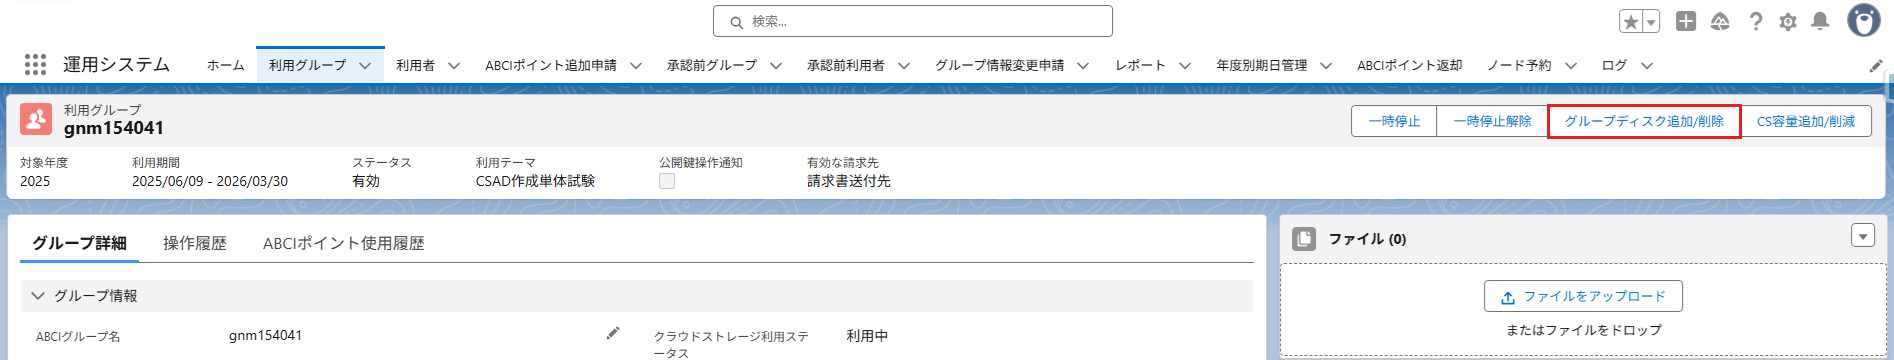 検索...
運用システム
ホーム
利用グループ
利用者
ABCIポイント追加申請
承認前グループ
承認前利用者
グループ情報変更申請
レポート
年度別期日管理
ABCIポイント返却
ノード予約
ログ
利用グループ
gnm154041
一時停止
一時停止解除
グループディスク追加/削除
CS容量追加/削減
対象年度
2025
利用期間
2025/06/09 - 2026/03/30
ステータス
有効
利用テーマ
CSAD作成単体試験
公開鍵操作通知
有効な請求先
請求書送付先
グループ詳細
操作履歴
ABCIポイント使用履歴
グループ情報
ABCIグループ名
gnm154041
クラウドストレージ利用ステ
ータス
利用中
ファイル (0)
ファイルをアップロード
またはファイルをドロップ